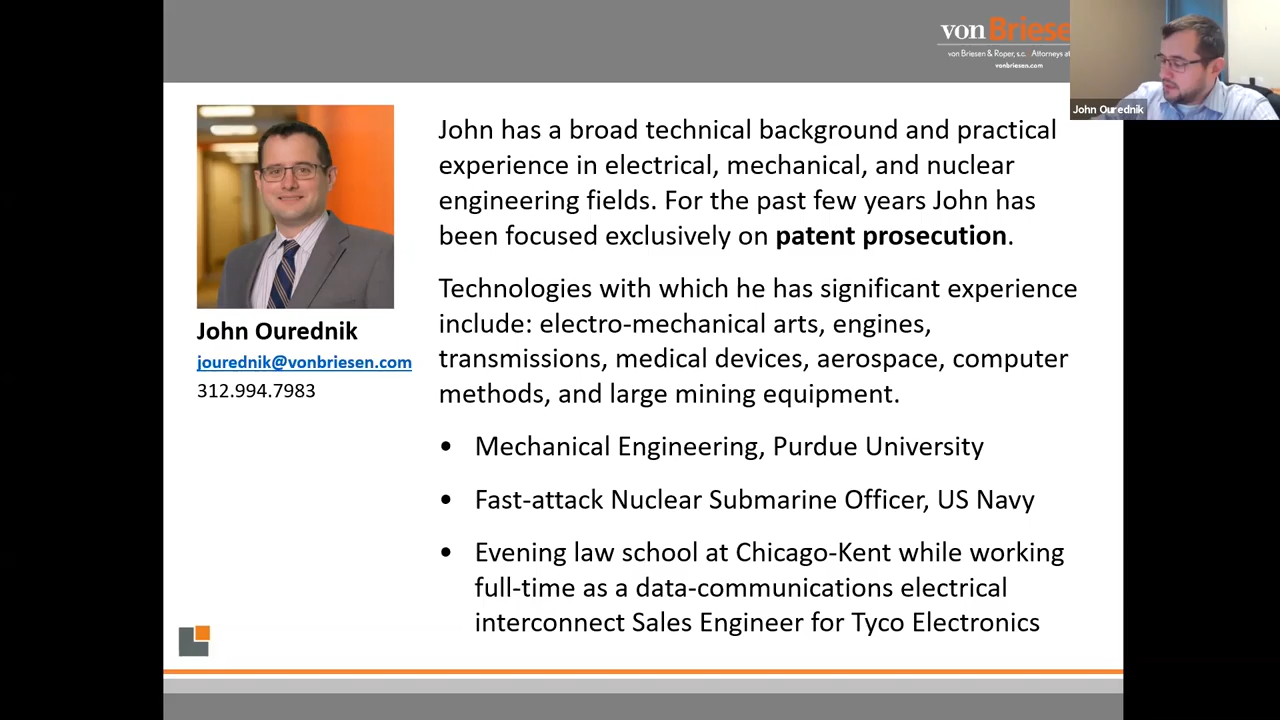 von Briese
von Briese & Roper, s.c. Attorneys at
vonbriesen.com
John Ourednik
John has a broad technical background and practical
experience in electrical, mechanical, and nuclear
engineering fields. For the past few years John has
been focused exclusively on patent prosecution.
Technologies with which he has significant experience
include: electro-mechanical arts, engines,
transmissions, medical devices, aerospace, computer
methods, and large mining equipment.
• Mechanical Engineering, Purdue University
• Fast-attack Nuclear Submarine Officer, US Navy
• Evening law school at Chicago-Kent while working
full-time as a data-communications electrical
interconnect Sales Engineer for Tyco Electronics
John Ourednik
jourednik@vonbriesen.com
312.994.7983